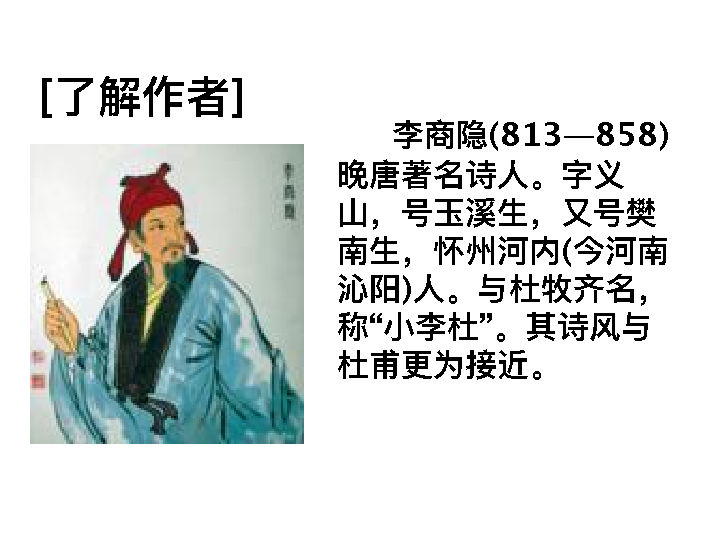 [了解作者]
李商隐(813—858)
晚唐著名诗人。字义
山，号玉溪生，又号樊
南生，怀州河内(今河南
沁阳)人。与杜牧齐名，
称“小李杜”。其诗风与
杜甫更为接近。
李商隐